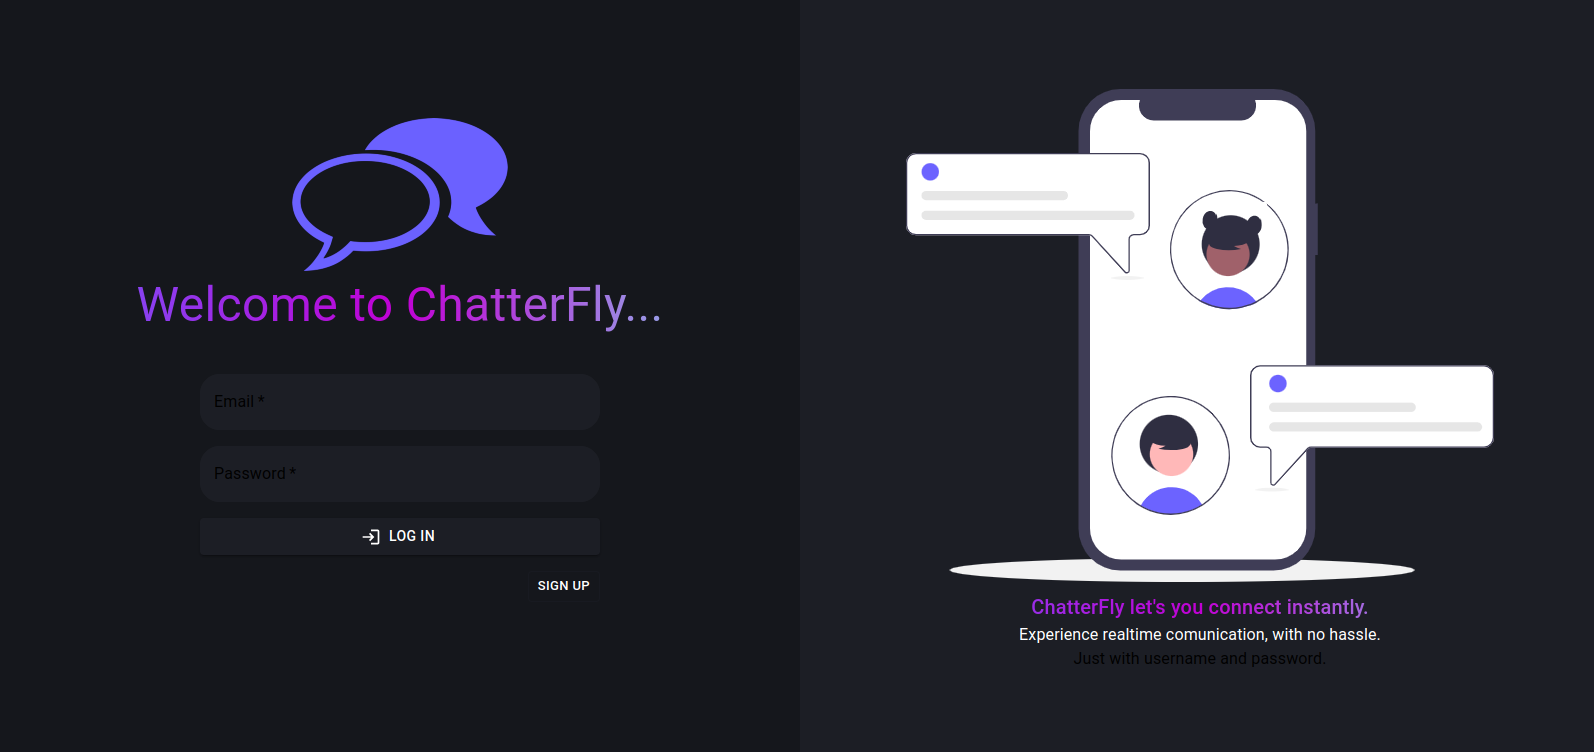 Welcome to ChatterFly...
Email *
Password *
LOG IN
SIGN UP
ChatterFly let's you connect instantly.
Experience realtime comunication, with no hassle.
Just with username and password.